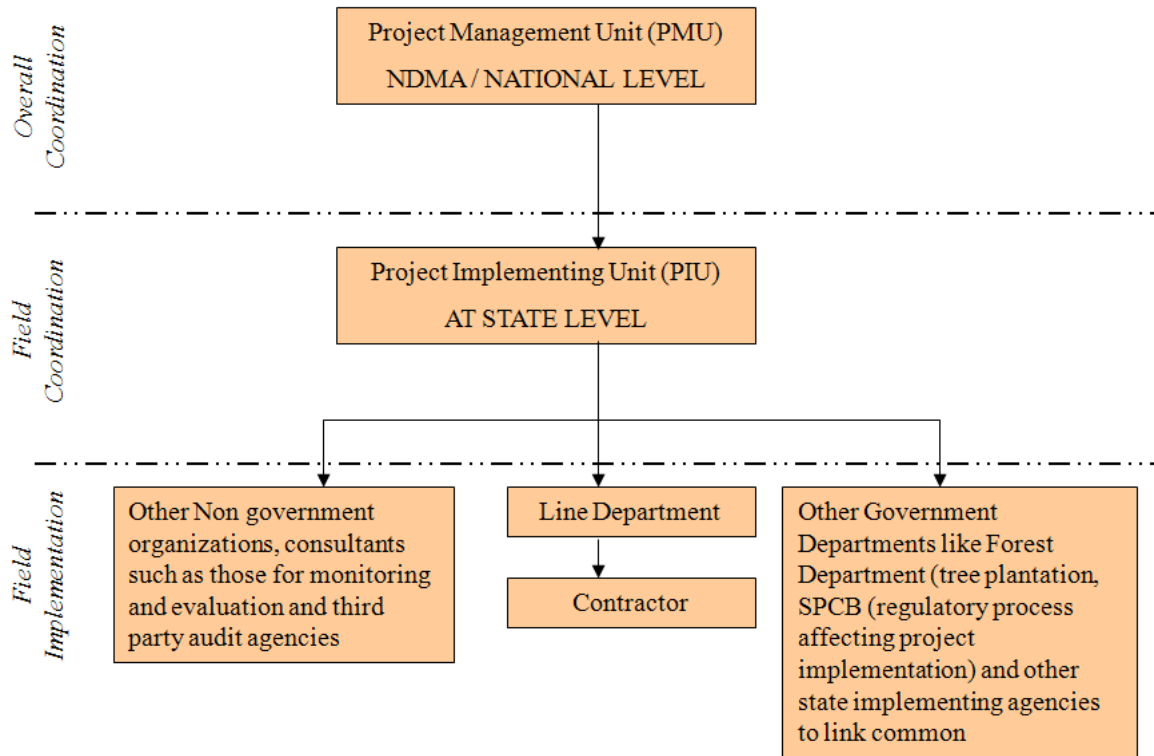 Overall
Coordination
Project Management Unit (PMU)
NDMA / NATIONAL LEVEL
Field
Coordination
Project Implementing Unit (PIU)
AT STATE LEVEL
Field
Implementation
Other Non government
organizations, consultants
such as those for monitoring
and evaluation and third
party audit agencies
Line Department
Contractor
Other Government
Departments like Forest
Department (tree plantation,
SPCB (regulatory process
affecting project
implementation) and other
state implementing agencies
to link common